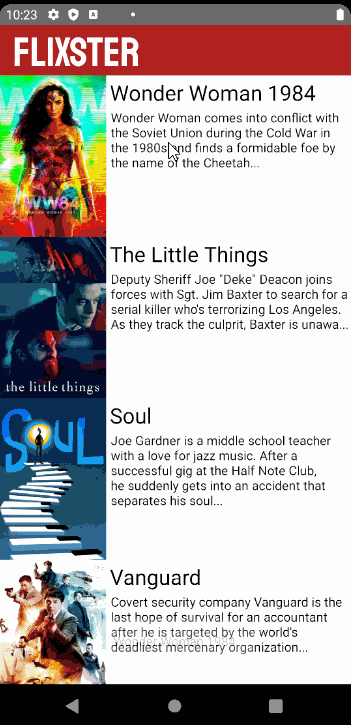 10:23
FLIXSTER
Wonder Woman 1984
Wonder Woman comes into conflict with
the Soviet Union during the Cold War in
the 1980s and finds a formidable foe by
the name of the Cheetah...
WW84
WONDER WOMAN 1984
The Little Things
Deputy Sheriff Joe "Deke" Deacon joins
forces with Sgt. Jim Baxter to search for a
serial killer who's terrorizing Los Angeles.
As they track the culprit, Baxter is unawa...
the little things
Soul
SOUL
Joe Gardner is a middle school teacher
with a love for jazz music. After a
successful gig at the Half Note Club,
he suddenly gets into an accident that
separates his soul...
Vanguard
Covert security company Vanguard is the
last hope of survival for an accountant
after he is targeted by the world's
Wonder Woman 1984
deadliest mercenary organization...